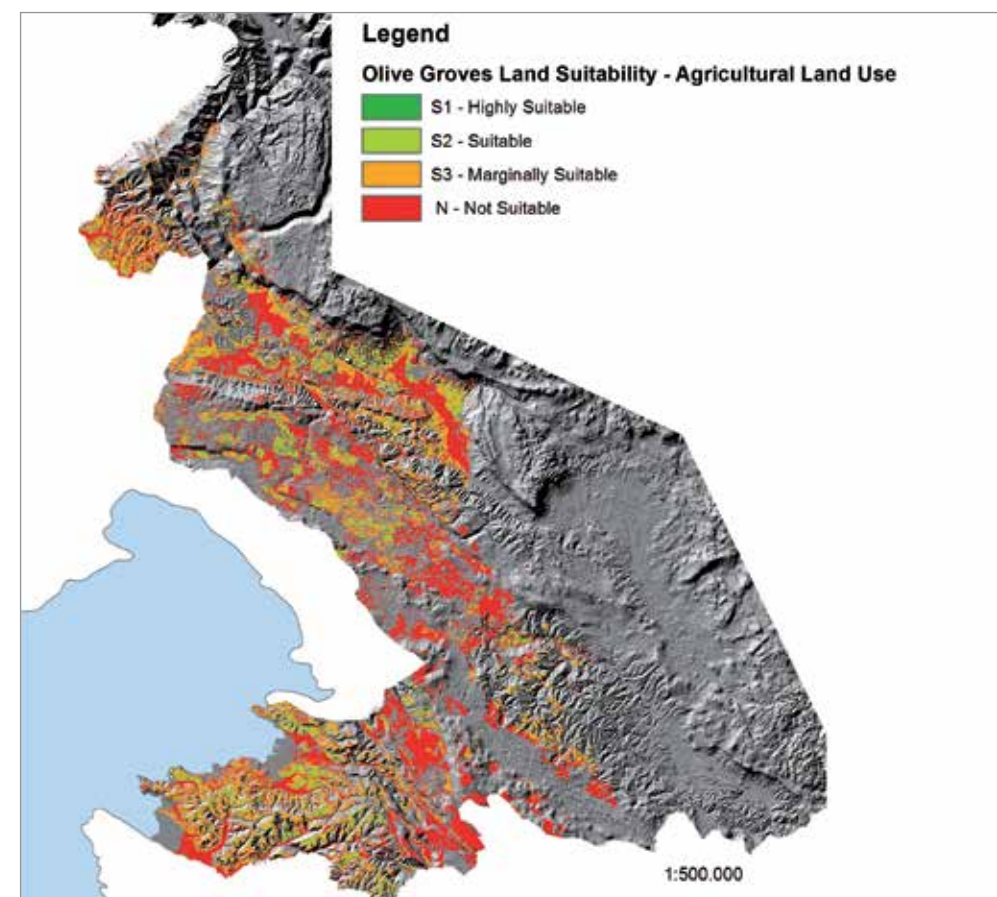 Legend
Olive Groves Land Suitability - Agricultural Land Use
S1 - Highly Suitable
S2 - Suitable
S3 - Marginally Suitable
N - Not Suitable
1:500.000